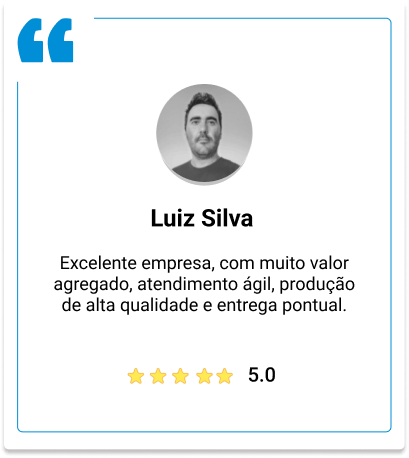 Luiz Silva
Excelente empresa, com muito valor
agregado, atendimento ágil, produção
de alta qualidade e entrega pontual.
5.0